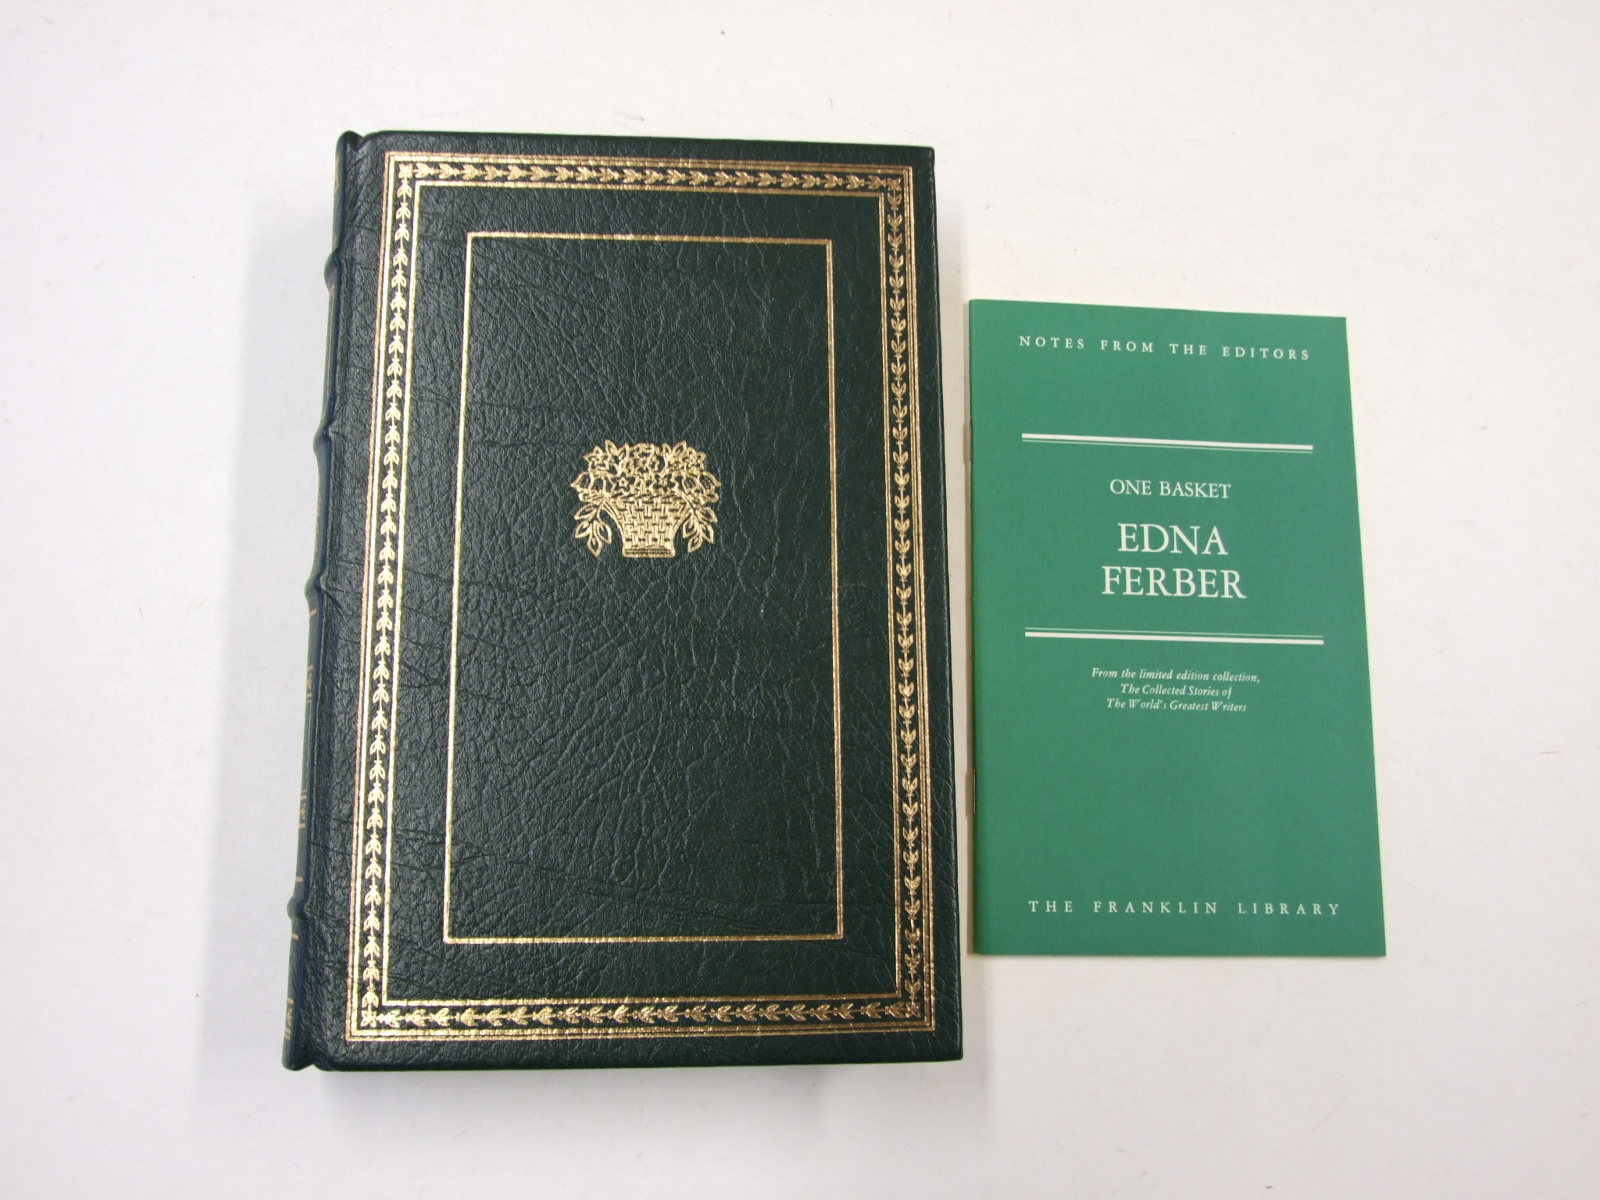 NOTES FROM THE EDITORS
ONE BASKET
EDNA
FERBER
From the limited edition collection,
The Collected Stories of
The World's Greatest Writers
THE FRANKLIN LIBRARY